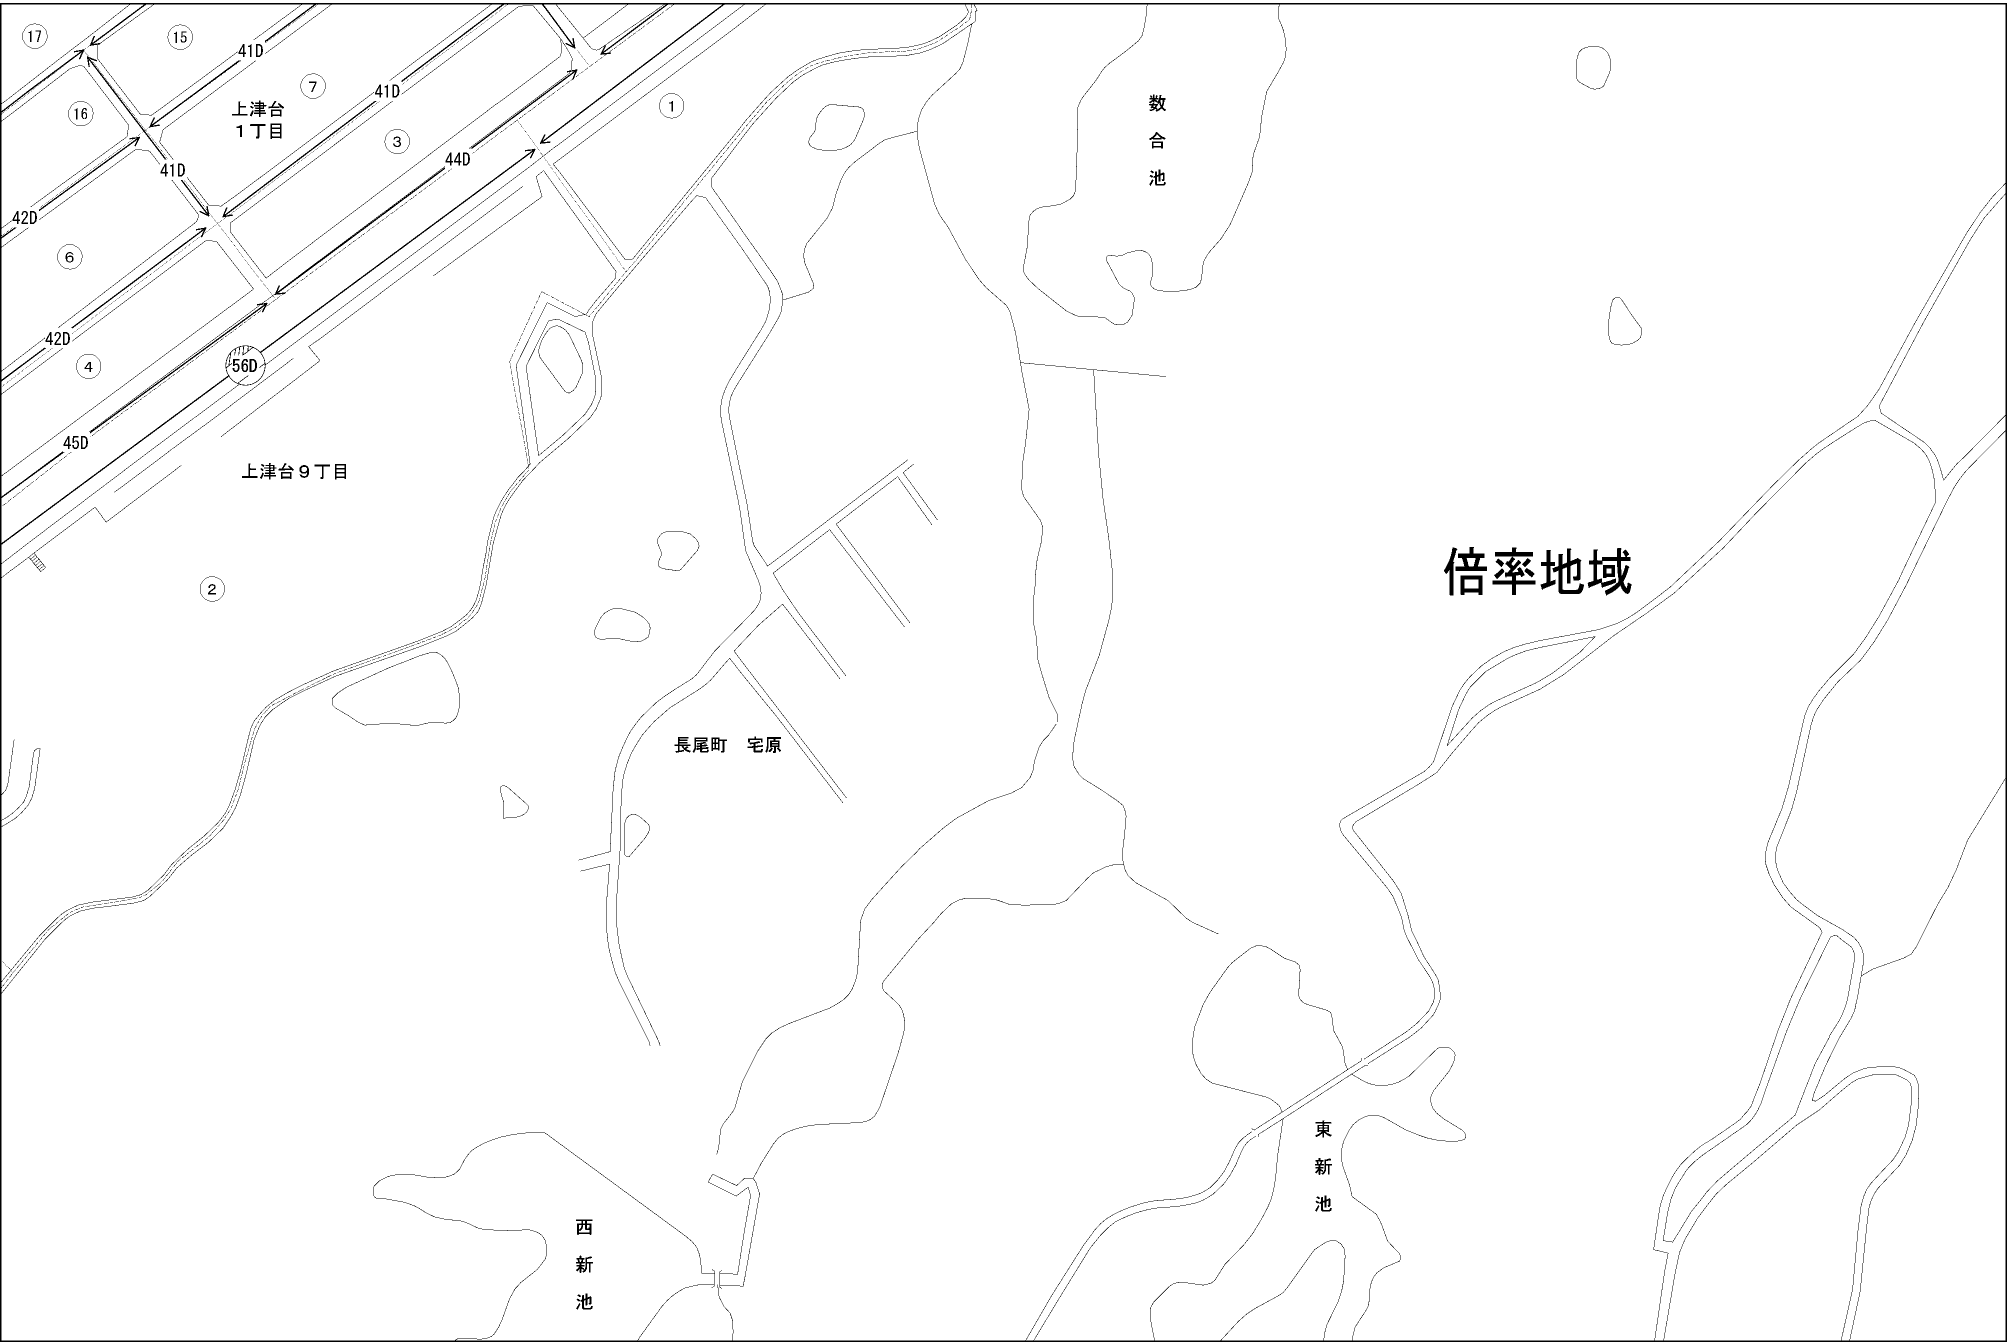 ⑰
⑮
41D
⑦
41D
上津台
1丁目
⑯
①
③
44D
41D
42D
⑥
42D
④
56D
45D
上津台9丁目
②
数合池
倍率地域
長尾町 宅原
東新池
西新池